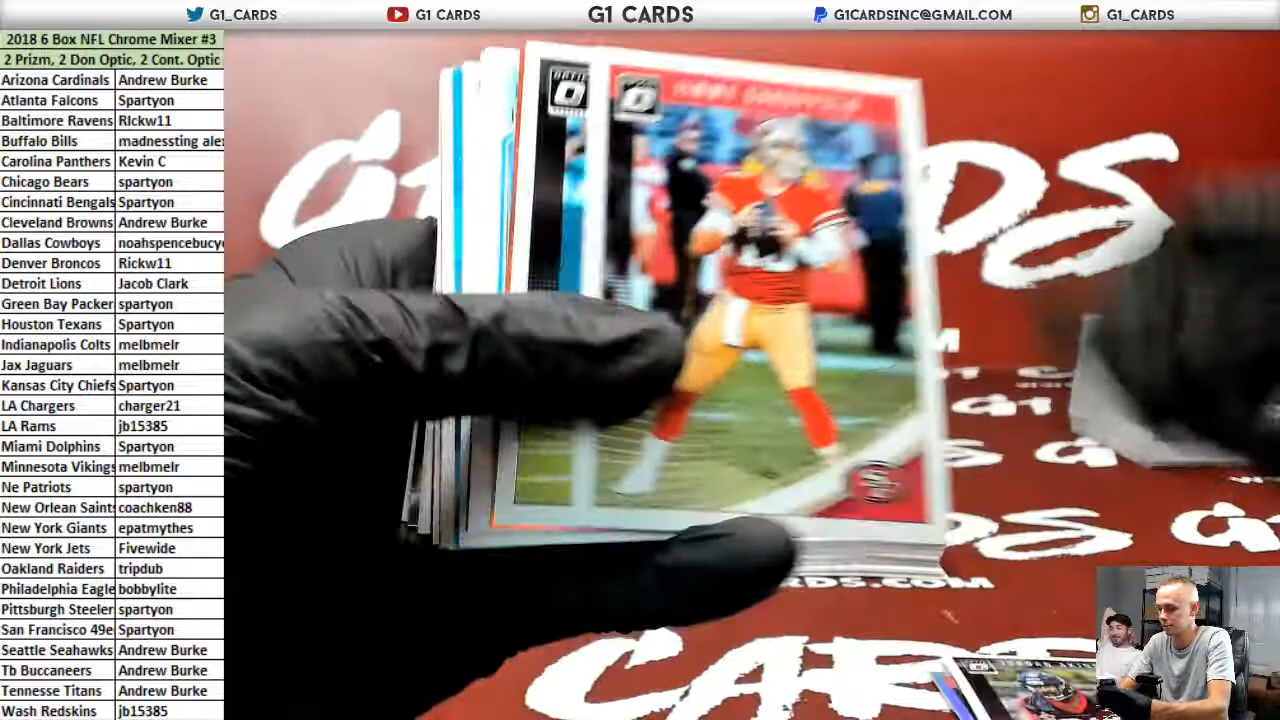 G1_CARDS
G1 CARDS
G1 CARDS
G1CARDSINC@GMAIL.COM
G1_CARDS
2018 6 Box NFL Chrome Mixer #3
2 Prizm, 2 Don Optic, 2 Cont. Optic
Arizona Cardinals Andrew Burke
Atlanta Falcons Spartyon
Baltimore Ravens RIckw11
Buffalo Bills madnessting ale
Carolina Panthers Kevin C
Chicago Bears spartyon
Cincinnati Bengals Spartyon
Cleveland Browns Andrew Burke
Dallas Cowboys noahspencebucy
Denver Broncos Rickw11
Detroit Lions Jacob Clark
Green Bay Packer spartyon
Houston Texans Spartyon
Indianapolis Colts melbmelr
Jax Jaguars melbmelr
Kansas City Chiefs Spartyon
LA Chargers charger21
LA Rams jb15385
Miami Dolphins Spartyon
Minnesota Vikings melbmelr
Ne Patriots spartyon
New Orlean Saints coachken88
New York Giants epatmythes
New York Jets Fivewide
Oakland Raiders tripdub
Philadelphia Eagle bobbylite
Pittsburgh Steeler spartyon
San Francisco 49e Spartyon
Seattle Seahawks Andrew Burke
Tb Buccaneers Andrew Burke
Tennesse Titans Andrew Burke
Wash Redskins jb15385
DS
CARDS